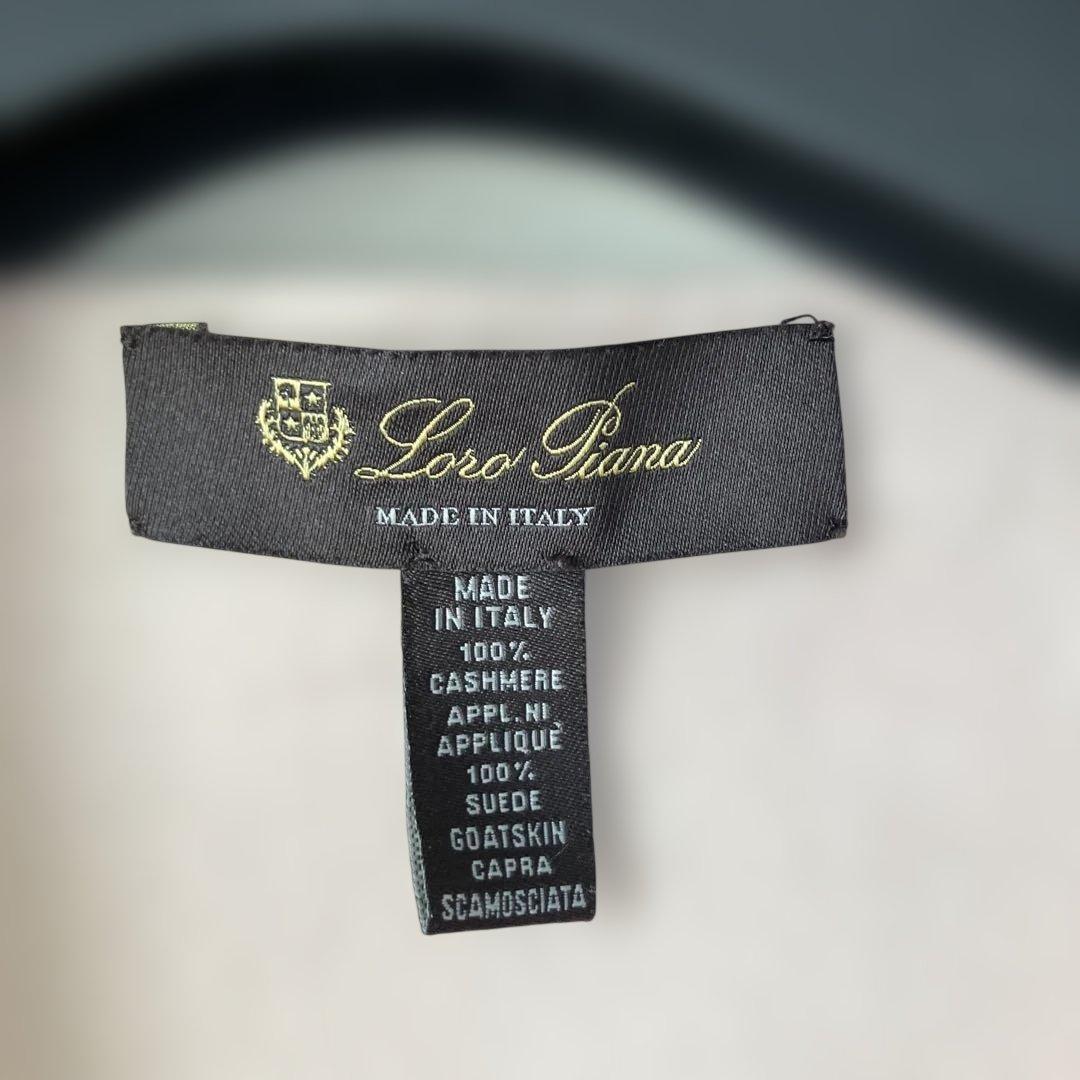 Loro Piana
MADE IN ITALY
MADE
IN ITALY
100%
CASHMERE
APPL.NI
APPLIQUÈ
100%
SUEDE
GOATSKIN
CAPRA
SCAMOSCIATA